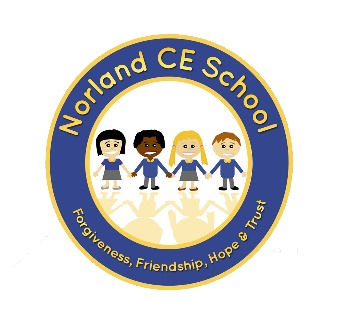 Norland CE School
Forgiveness, Friendship, Hope & Trust